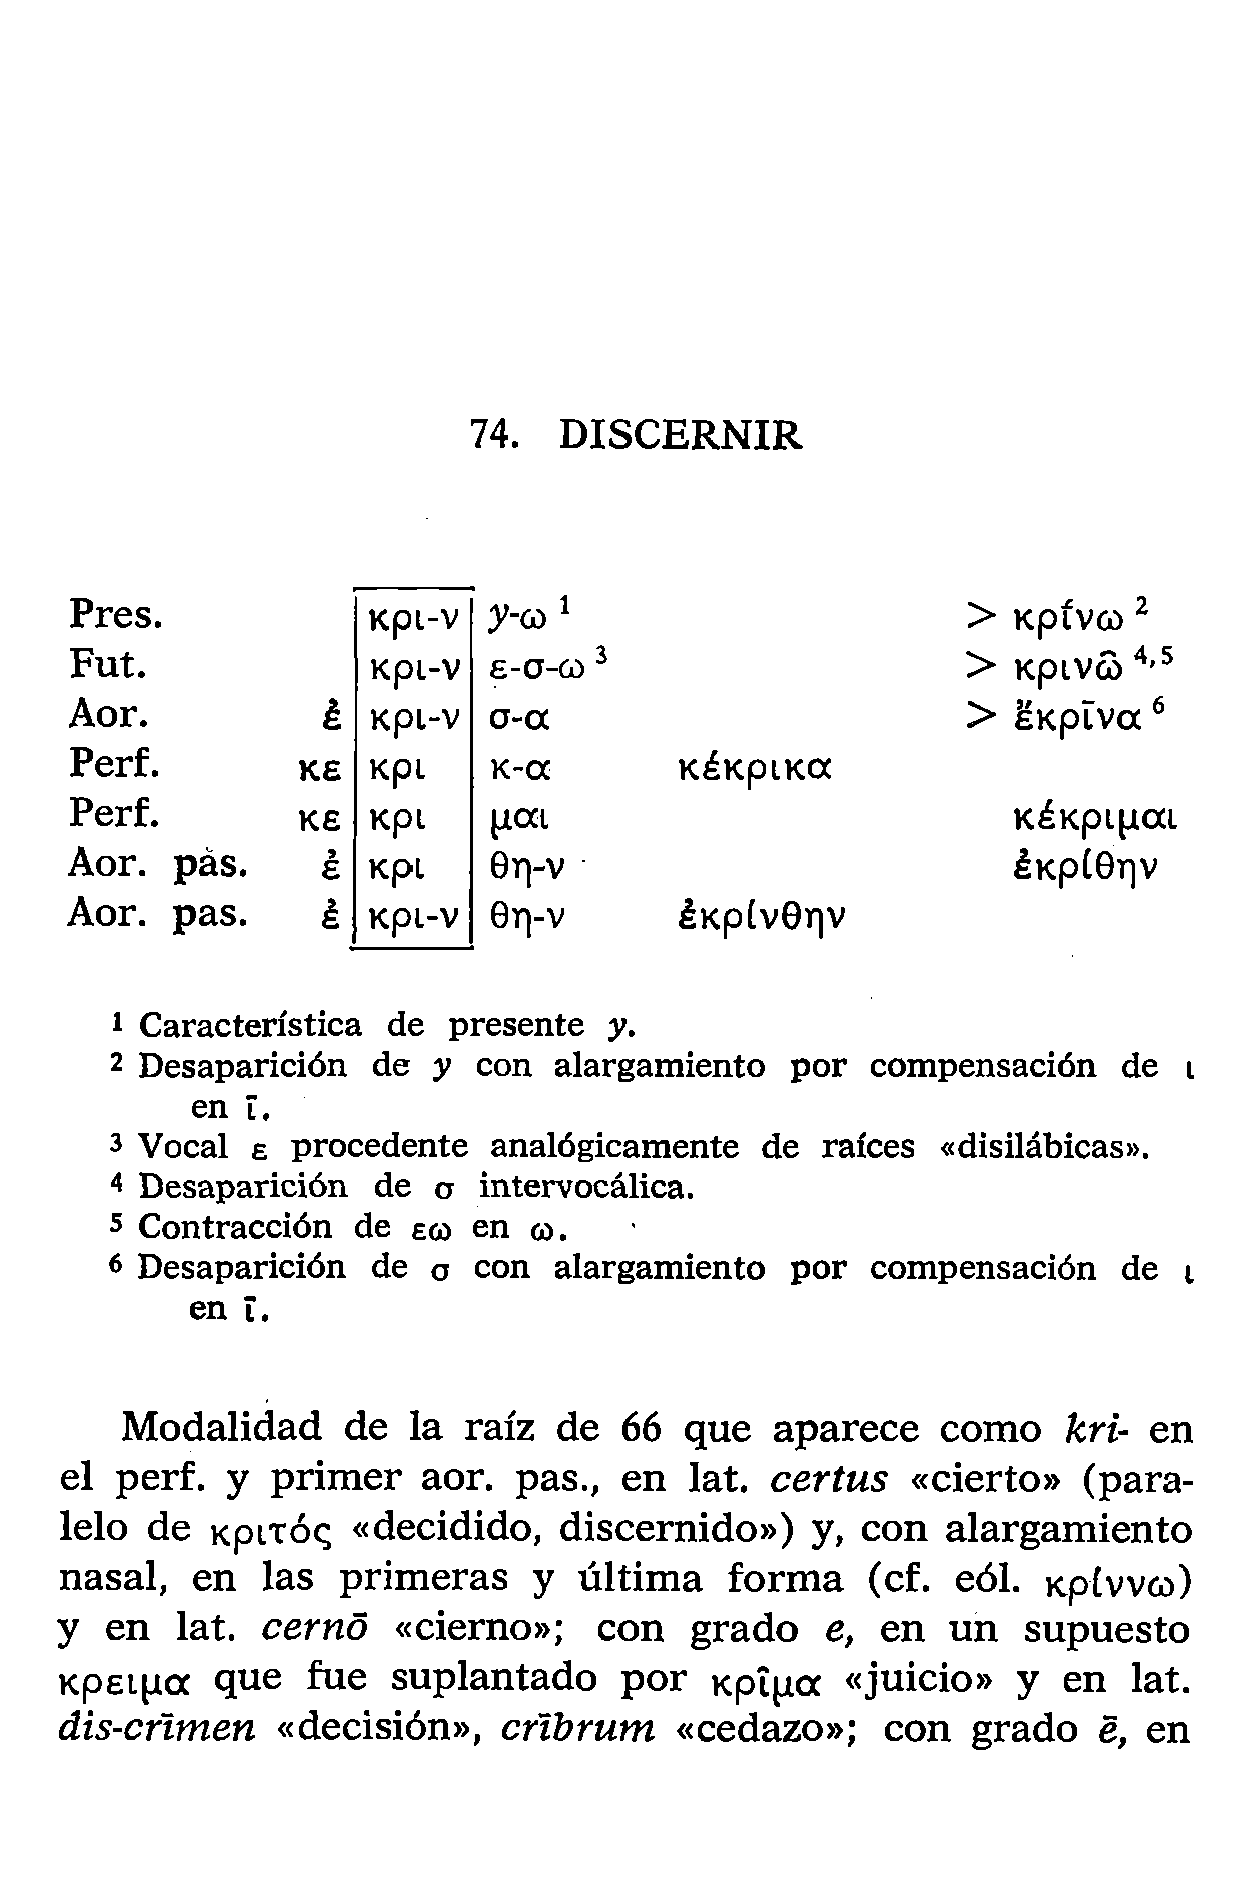 74. DISCERNIR
Pres. κρι-ν y-ω ¹ > κρί̄νω ²
Fut. κρι-ν ε-σ-ω ³ > κρινῶ ⁴,⁵
Aor. ἐ κρι-ν σ-α > ἔκρῑνα ⁶
Perf. κε κρι κ-α κέκρικα
Perf. κε κρι μαι κέκριμαι
Aor. pas. ἐ κρι θη-ν ἐκρίθην
Aor. pas. ἐ κρι-ν θη-ν ἐκρίνθην
¹ Característica de presente y.
² Desaparición de y con alargamiento por compensación de ι
en ῑ.
³ Vocal ε procedente analógicamente de raíces «disilábicas».
⁴ Desaparición de σ intervocálica.
⁵ Contracción de εω en ω.
⁶ Desaparición de σ con alargamiento por compensación de ι
en ῑ.
Modalidad de la raíz de 66 que aparece como kri- en
el perf. y primer aor. pas., en lat. certus «cierto» (para-
lelo de κριτός «decidido, discernido») y, con alargamiento
nasal, en las primeras y última forma (cf. eól. κρίννω)
y en lat. cernō «cierno»; con grado e, en un supuesto
κρειμα que fue suplantado por κρῖμα «juicio» y en lat.
dis-crīmen «decisión», crībrum «cedazo»; con grado ē, en